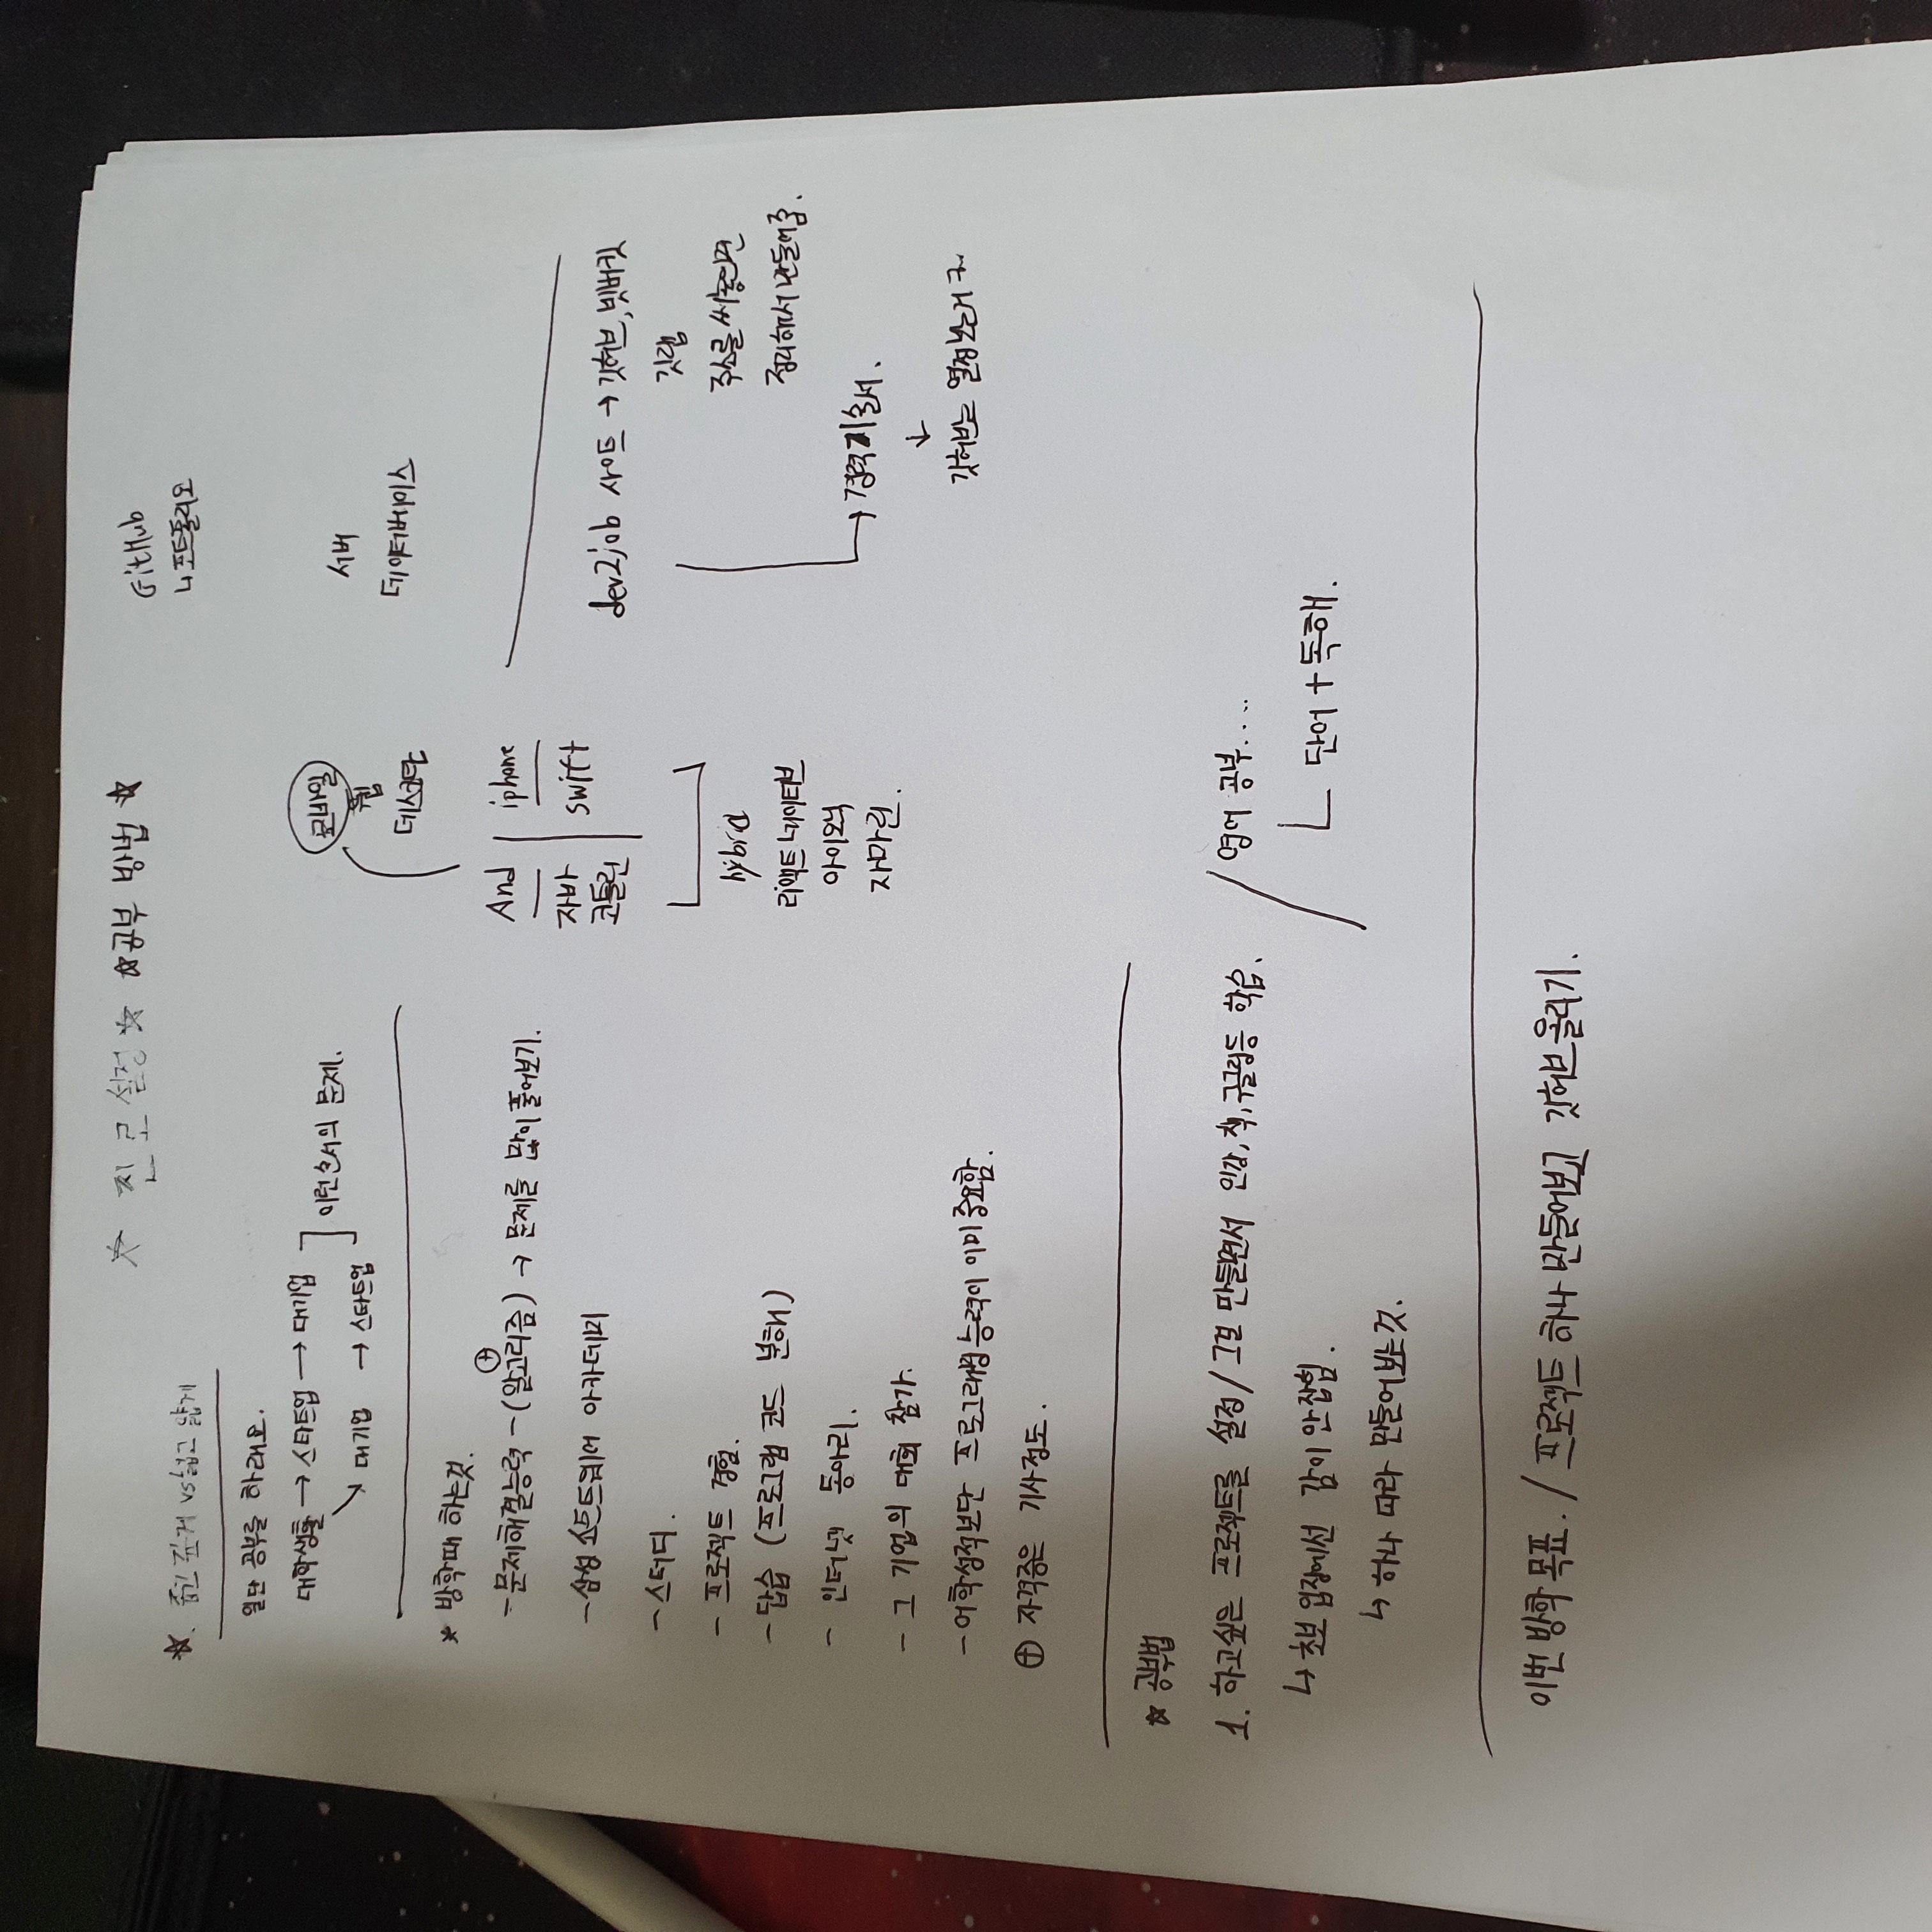 ☆ 진로설정 ☆ ☆공부 방법☆
GitHub
↳포트폴리오
☆. 좁고 깊게 vs 넓고 얇게
일단 공부를 하래요.
대학생활 → 스타트업 → 대기업
↘ 대기업 → 스타트업
이런순서의 문제.
* 방학때 하는것.
- 문제해결능력 - (알고리즘) → 문제를 많이 풀어보기.
⊕
- 삼성 소프트웨어 아카데미
- 스터디.
- 프로젝트 경험.
- 답습 (프로그램 코드 분해)
- 인터넷 동아리.
- 그 기업의 대회 참가.
- 어학성적보단 프로그래밍능력이 이미 중요함.
⊕ 자격증은 기사정도.
모바일
웹
데스크탑
And | iphone
자바 | swift
코틀린
hybrid
리액트 네이티브
아이오닉
자마린.
서버
데이터베이스
dev2job 사이트 → 깃허브, 빗버킷
깃랩
주소를 써놓으면
정리해서 만들어줌.
→ 경력기술서.
↓
깃허브는 열정보는거
☆ 공부법
1. 하고싶은 프로젝트를 설정 / 그걸 만들면서 인강, 책, 구글링등 학습.
↳ 초보 입장에선 감이 안잡힘.
↳ 하나 따라 만들어보는것.
/ 영어 공부....
단어 + 독해.
이번 방학 목표. / 프로젝트 하나 만들어보고 깃허브올리기.